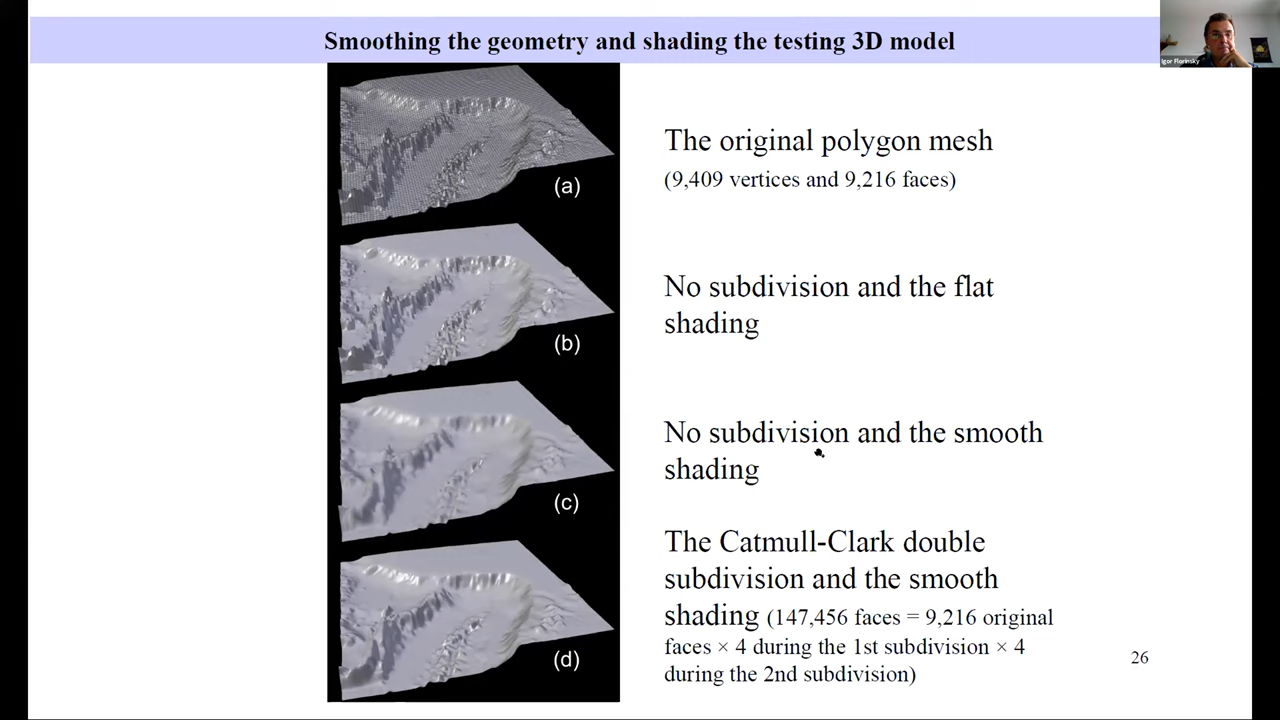 Smoothing the geometry and shading the testing 3D model
Igor Florinsky
(a)
The original polygon mesh
(9,409 vertices and 9,216 faces)
(b)
No subdivision and the flat
shading
(c)
No subdivision and the smooth
shading
(d)
The Catmull-Clark double
subdivision and the smooth
shading (147,456 faces = 9,216 original
faces × 4 during the 1st subdivision × 4
during the 2nd subdivision)
26